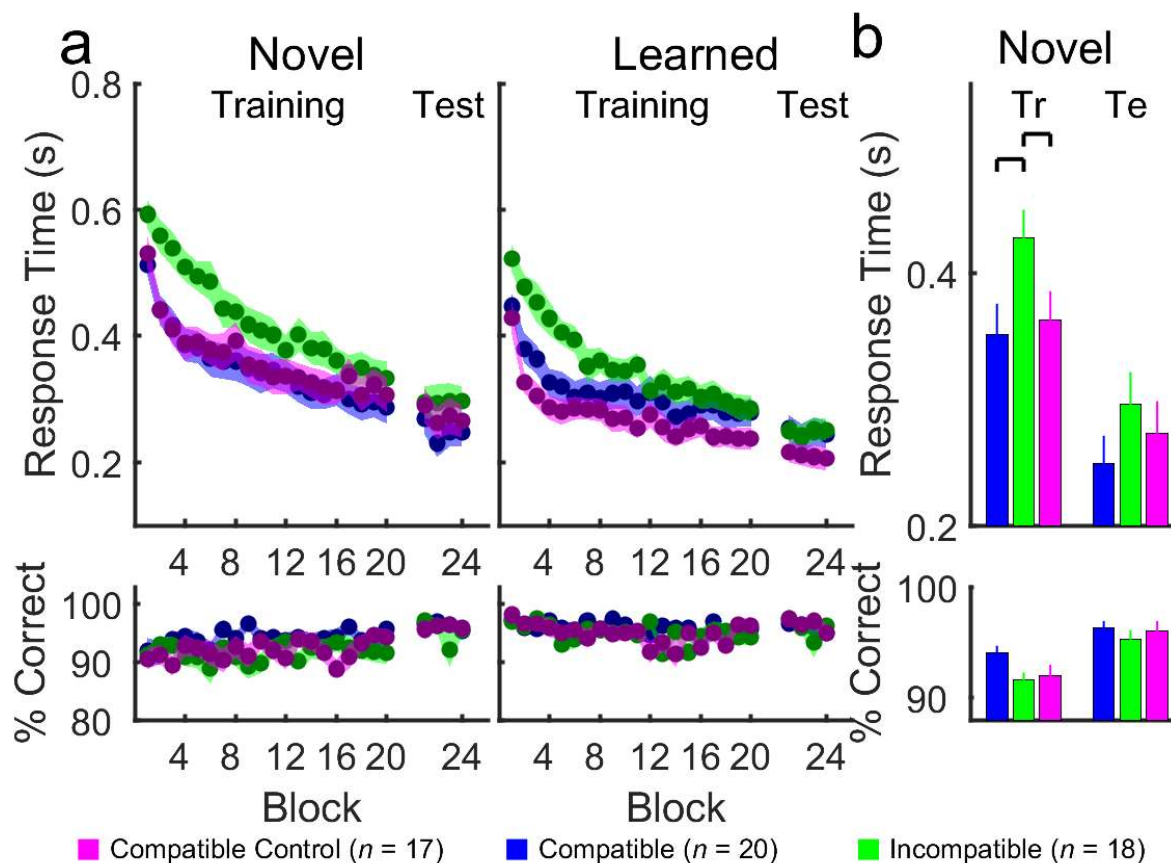 a
Novel
Learned
b
Novel
Training
Test
Training
Test
Tr
Te
Response Time (s)
0.8
0.6
0.4
0.2
4 8 12 16 20 24
4 8 12 16 20 24
Response Time (s)
0.4
0.2
% Correct
100
90
80
4 8 12 16 20 24
4 8 12 16 20 24
Block
Block
% Correct
100
90
Compatible Control (n = 17)
Compatible (n = 20)
Incompatible (n = 18)